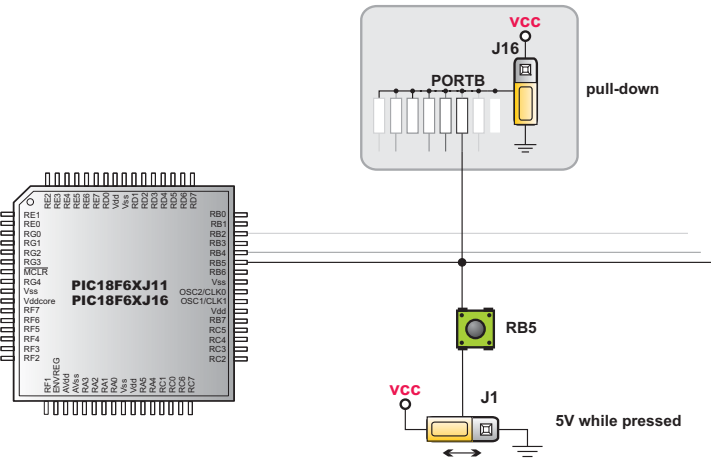 VCC
J16
PORTB
pull-down
RE2
RE3
RE4
RE5
RE6
RE7
RD0
Vdd
Vss
RD1
RD2
RD3
RD4
RD5
RD6
RD7
RE1
RE0
RG0
RG1
RG2
RG3
MCLR
RG4
Vss
Vddcore
RF7
RF6
RF5
RF4
RF3
RF2
PIC18F6XJ11
PIC18F6XJ16
RB0
RB1
RB2
RB3
RB4
RB5
RB6
Vss
OSC2/CLK0
OSC1/CLK1
Vdd
RB7
RC5
RC4
RC3
RC2
RF1
ENV/REG
AVdd
AVss
RA3
RA2
RA1
RA0
Vss
Vdd
RA5
RA4
RC1
RC0
RC6
RC7
RB5
VCC
J1
5V while pressed